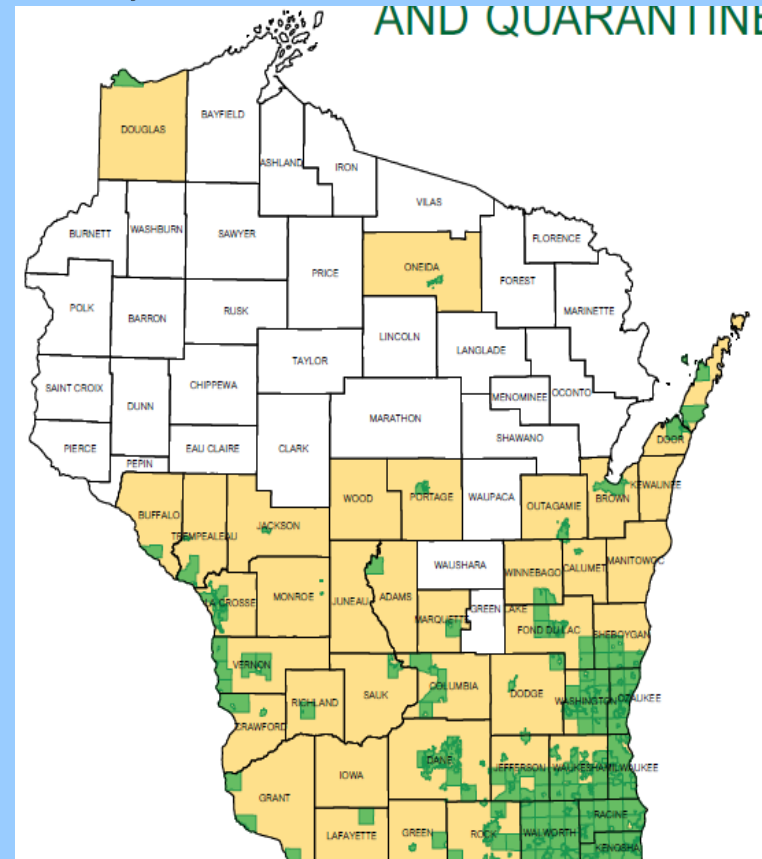 AND QUARANTINE
BAYFIELD
DOUGLAS
ASHLAND
IRON
VILAS
BURNETT
WASHBURN
SAWYER
FLORENCE
PRICE
ONEIDA
FOREST
POLK
BARRON
RUSK
MARINETTE
LINCOLN
LANGLADE
TAYLOR
SAINT CROIX
CHIPPEWA
DUNN
MENOMINEE
OCONTO
MARATHON
SHAWANO
DOOR
PIERCE
EAU CLAIRE
CLARK
PEPIN
KEWAUNEE
WOOD
PORTAGE
WAUPACA
BROWN
OUTAGAMIE
BUFFALO
JACKSON
TREMPEALEAU
MANITOWOC
WAUSHARA
CALUMET
WINNEBAGO
MONROE
JUNEAU
ADAMS
LA CROSSE
GREEN LAKE
MARQUETTE
FOND DU LAC
SHEBOYGAN
VERNON
COLUMBIA
SAUK
DODGE
RICHLAND
WASHINGTON
OZAUKEE
CRAWFORD
DANE
JEFFERSON
WAUKESHA
MILWAUKEE
IOWA
GRANT
RACINE
LAFAYETTE
GREEN
ROCK
WALWORTH
KENOSHA